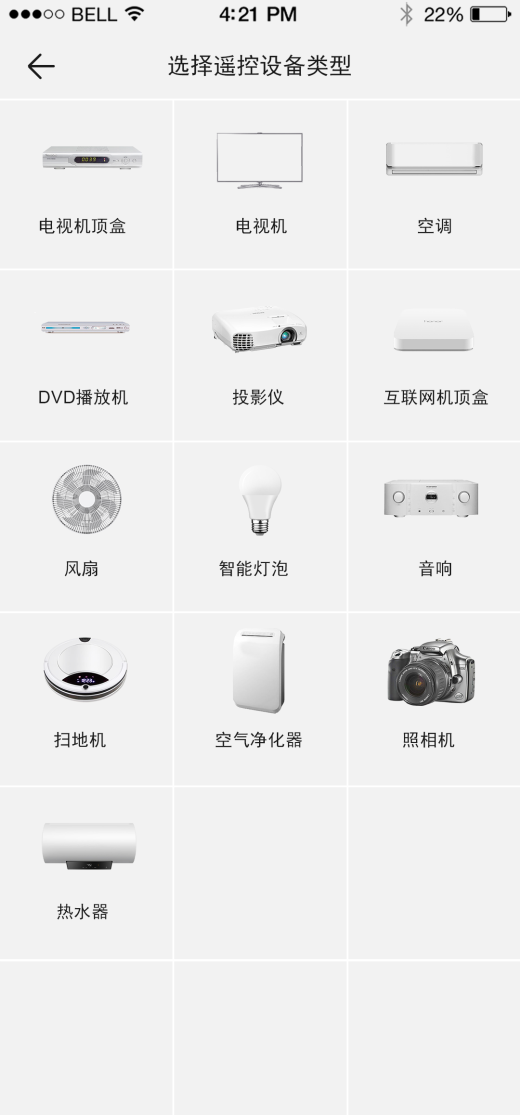 BELL 4:21 PM 22%
选择遥控设备类型
电视机顶盒 电视机 空调
DVD播放机 投影仪 互联网机顶盒
风扇 智能灯泡 音响
扫地机 空气净化器 照相机
热水器